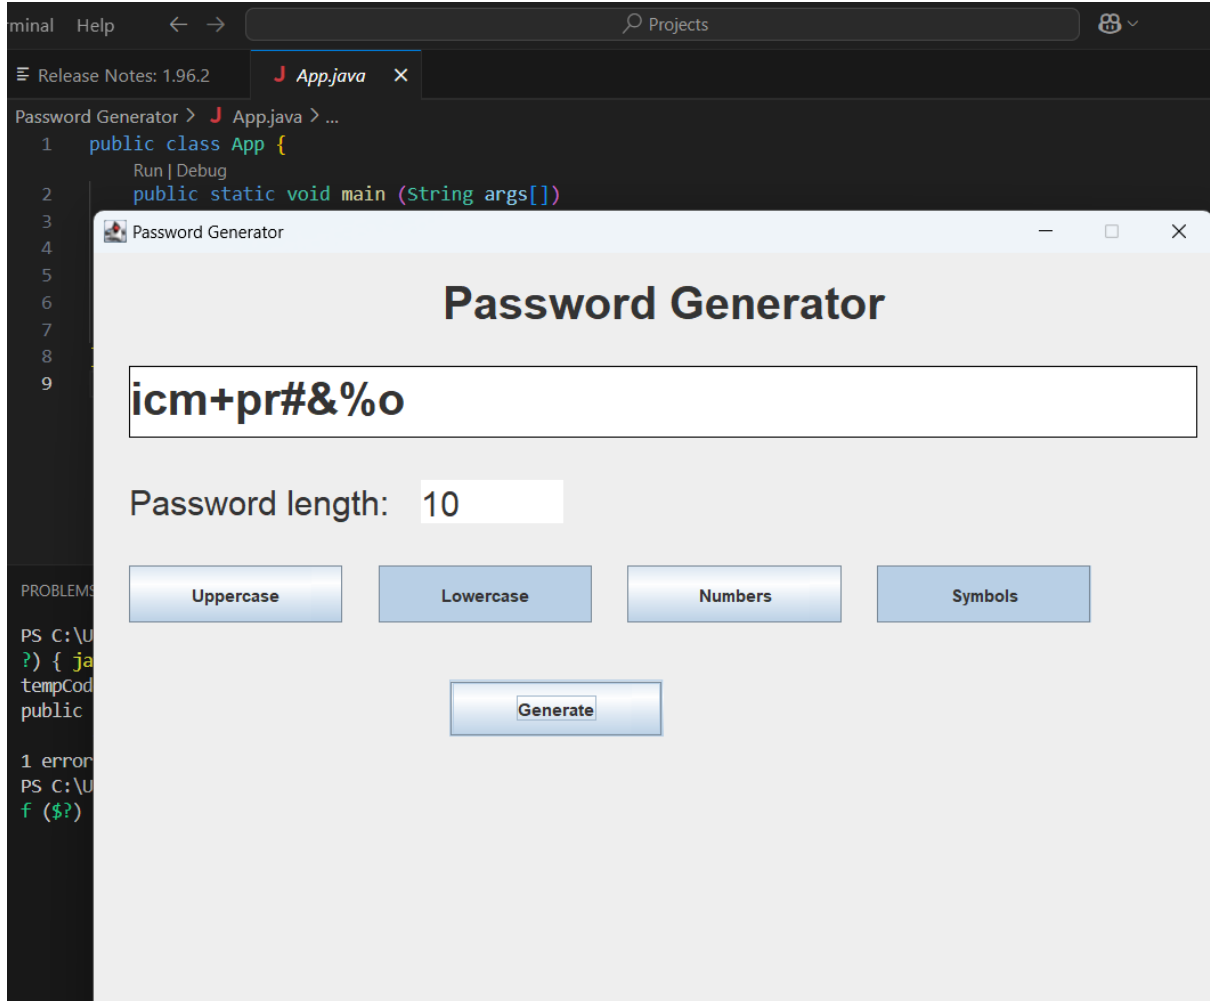 Help
Projects
Release Notes: 1.96.2
J App.java
Password Generator > J App.java > ...
1 public class App {
Run | Debug
2 public static void main (String args[])
3
4
5
6
7
8
9
Password Generator
Password Generator
icm+pr#&%o
Password length: 10
Uppercase Lowercase Numbers Symbols
Generate
PS C:\U
?) { ja
tempCod
public
1 error
PS C:\U
f ($?)